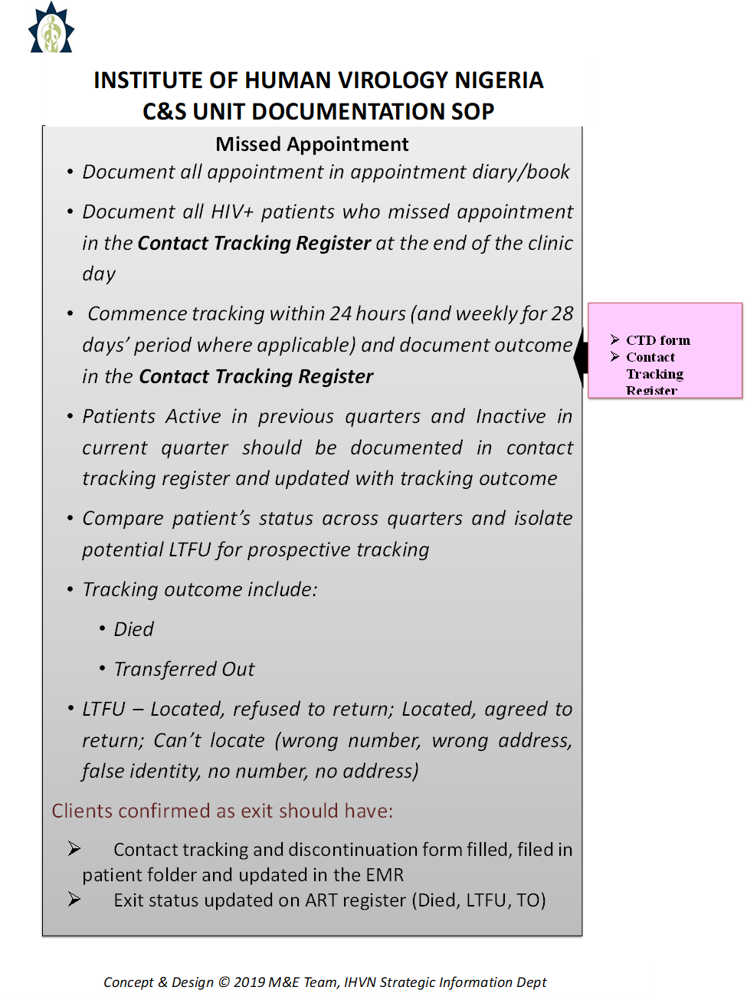 INSTITUTE OF HUMAN VIROLOGY NIGERIA
C&S UNIT DOCUMENTATION SOP
Missed Appointment
• Document all appointment in appointment diary/book
• Document all HIV+ patients who missed appointment
in the Contact Tracking Register at the end of the clinic
day
• Commence tracking within 24 hours (and weekly for 28
days’ period where applicable) and document outcome
in the Contact Tracking Register
➢ CTD form
➢ Contact
Tracking
Register
• Patients Active in previous quarters and Inactive in
current quarter should be documented in contact
tracking register and updated with tracking outcome
• Compare patient’s status across quarters and isolate
potential LTFU for prospective tracking
• Tracking outcome include:
• Died
• Transferred Out
• LTFU – Located, refused to return; Located, agreed to
return; Can’t locate (wrong number, wrong address,
false identity, no number, no address)
Clients confirmed as exit should have:
➢ Contact tracking and discontinuation form filled, filed in
patient folder and updated in the EMR
➢ Exit status updated on ART register (Died, LTFU, TO)
Concept & Design © 2019 M&E Team, IHVN Strategic Information Dept